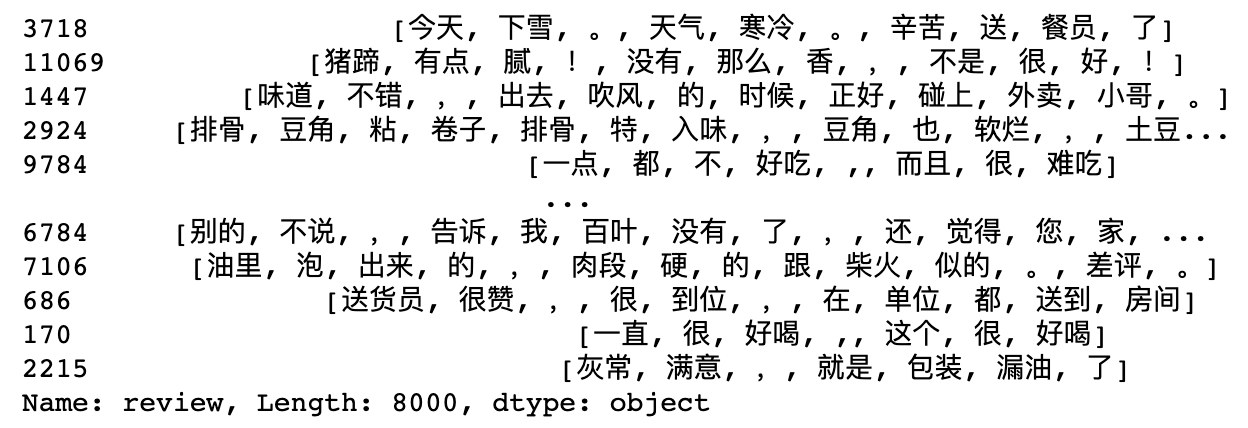 3718 [今天, 下雪, 。, 天气, 寒冷, 。, 辛苦, 送, 餐员, 了]
11069 [猪蹄, 有点, 腻, ！, 没有, 那么, 香, ，, 不是, 很, 好, ！]
1447 [味道, 不错, ，, 出去, 吹风, 的, 时候, 正好, 碰上, 外卖, 小哥, 。]
2924 [排骨, 豆角, 粘, 卷子, 排骨, 特, 入味, ，, 豆角, 也, 软烂, ，, 土豆...
9784 [一点, 都, 不, 好吃, ,, 而且, 很, 难吃]
...
6784 [别的, 不说, ，, 告诉, 我, 百叶, 没有, 了, ，, 还, 觉得, 您, 家, ...
7106 [油里, 泡, 出来, 的, ，, 肉段, 硬, 的, 跟, 柴火, 似的, 。, 差评, 。]
686 [送货员, 很赞, ，, 很, 到位, ，, 在, 单位, 都, 送到, 房间]
170 [一直, 很, 好喝, ,, 这个, 很, 好喝]
2215 [灰常, 满意, ，, 就是, 包装, 漏油, 了]
Name: review, Length: 8000, dtype: object